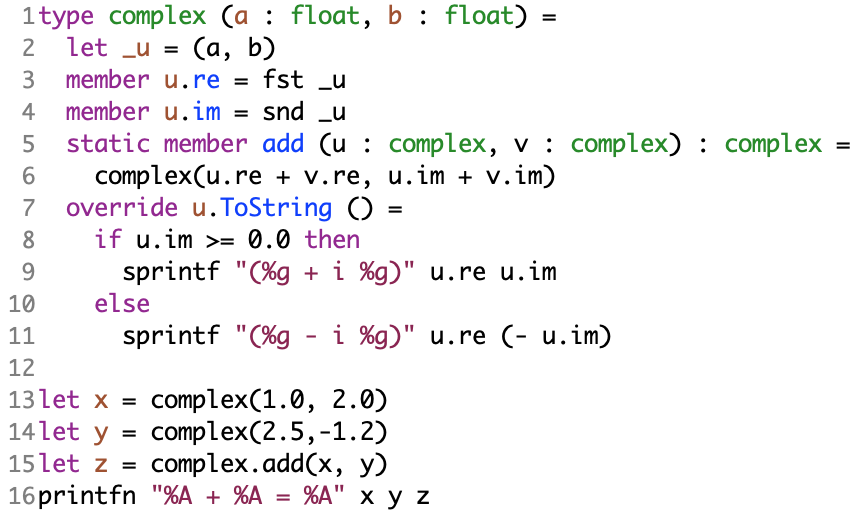 1type complex (a : float, b : float) =
2  let _u = (a, b)
3  member u.re = fst _u
4  member u.im = snd _u
5  static member add (u : complex, v : complex) : complex =
6    complex(u.re + v.re, u.im + v.im)
7  override u.ToString () =
8    if u.im >= 0.0 then
9      sprintf "(%g + i %g)" u.re u.im
10    else
11      sprintf "(%g - i %g)" u.re (- u.im)
12
13let x = complex(1.0, 2.0)
14let y = complex(2.5,-1.2)
15let z = complex.add(x, y)
16printfn "%A + %A = %A" x y z